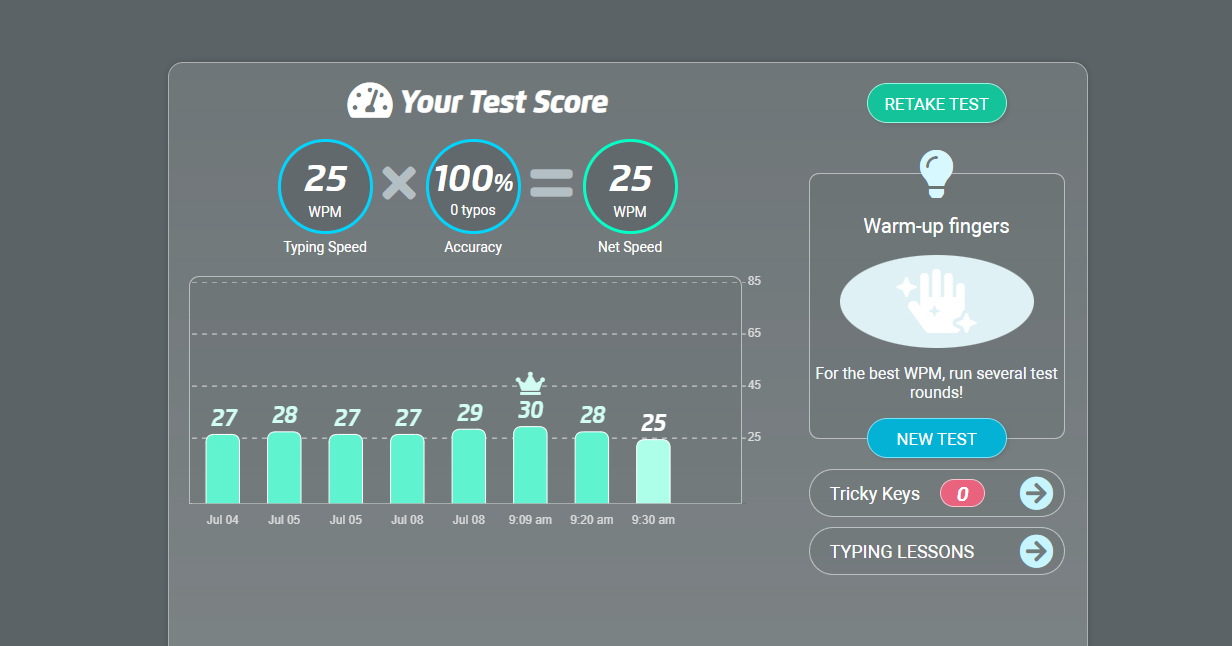 Your Test Score
25
WPM
Typing Speed
100%
0 typos
Accuracy
25
WPM
Net Speed
85
65
45
25
27
28
27
27
29
30
28
25
Jul 04
Jul 05
Jul 05
Jul 08
Jul 08
9:09 am
9:20 am
9:30 am
RETAKE TEST
Warm-up fingers
For the best WPM, run several test
rounds!
NEW TEST
Tricky Keys 0
TYPING LESSONS